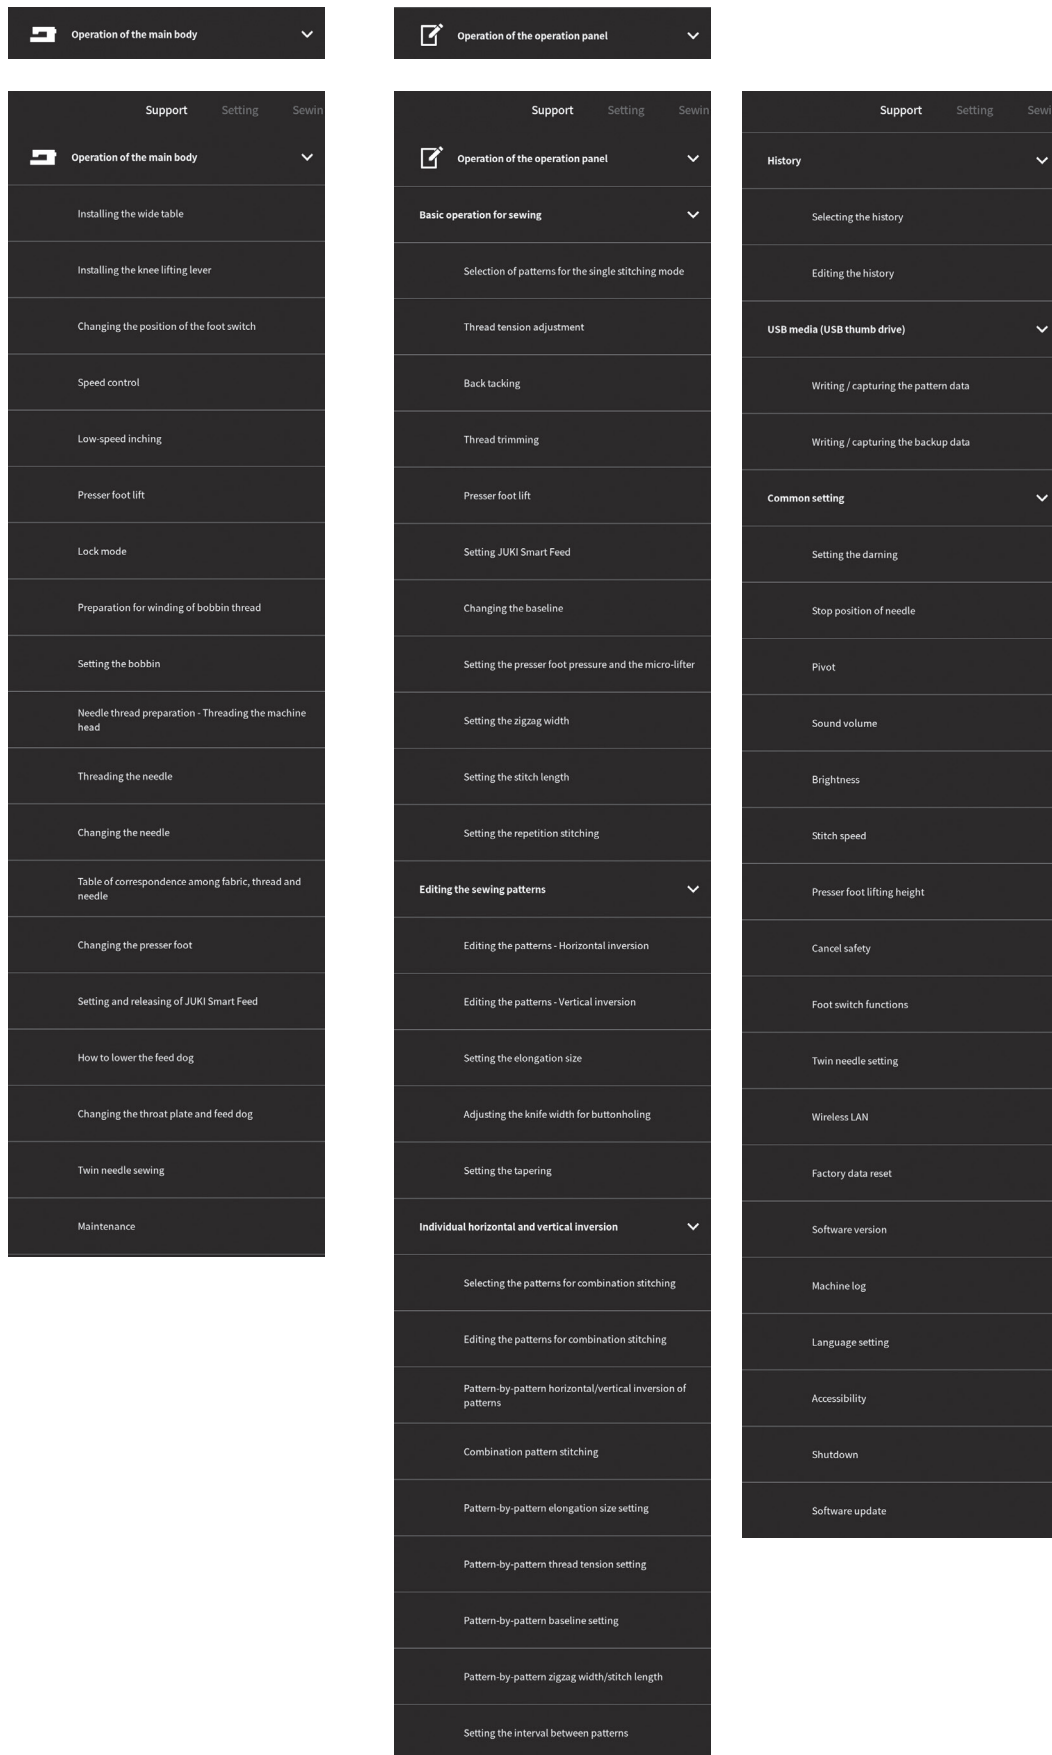 Operation of the main body
Support Setting Sewin
Operation of the main body
Installing the wide table
Installing the knee lifting lever
Changing the position of the foot switch
Speed control
Low-speed inching
Presser foot lift
Lock mode
Preparation for winding of bobbin thread
Setting the bobbin
Needle thread preparation - Threading the machine
head
Threading the needle
Changing the needle
Table of correspondence among fabric, thread and
needle
Changing the presser foot
Setting and releasing of JUKI Smart Feed
How to lower the feed dog
Changing the throat plate and feed dog
Twin needle sewing
Maintenance
Operation of the operation panel
Support Setting Sewin
Operation of the operation panel
Basic operation for sewing
Selection of patterns for the single stitching mode
Thread tension adjustment
Back tacking
Thread trimming
Presser foot lift
Setting JUKI Smart Feed
Changing the baseline
Setting the presser foot pressure and the micro-lifter
Setting the zigzag width
Setting the stitch length
Setting the repetition stitching
Editing the sewing patterns
Editing the patterns - Horizontal inversion
Editing the patterns - Vertical inversion
Setting the elongation size
Adjusting the knife width for buttonholing
Setting the tapering
Individual horizontal and vertical inversion
Selecting the patterns for combination stitching
Editing the patterns for combination stitching
Pattern-by-pattern horizontal/vertical inversion of
patterns
Combination pattern stitching
Pattern-by-pattern elongation size setting
Pattern-by-pattern thread tension setting
Pattern-by-pattern baseline setting
Pattern-by-pattern zigzag width/stitch length
Setting the interval between patterns
Support Setting Sewi
History
Selecting the history
Editing the history
USB media (USB thumb drive)
Writing / capturing the pattern data
Writing / capturing the backup data
Common setting
Setting the darning
Stop position of needle
Pivot
Sound volume
Brightness
Stitch speed
Presser foot lifting height
Cancel safety
Foot switch functions
Twin needle setting
Wireless LAN
Factory data reset
Software version
Machine log
Language setting
Accessibility
Shutdown
Software update